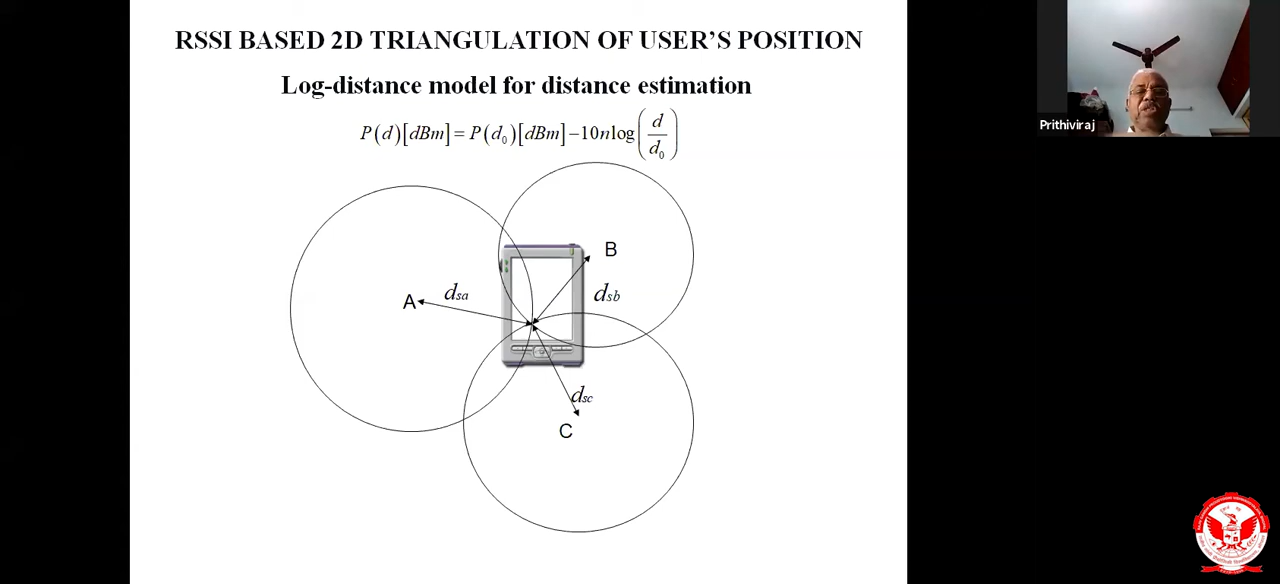 RSSI BASED 2D TRIANGULATION OF USER'S POSITION
Log-distance model for distance estimation
P(d)[dBm] = P(d₀)[dBm] − 10n log(d/d₀)
B
A
dsa
dsb
dsc
C
Prithiviraj